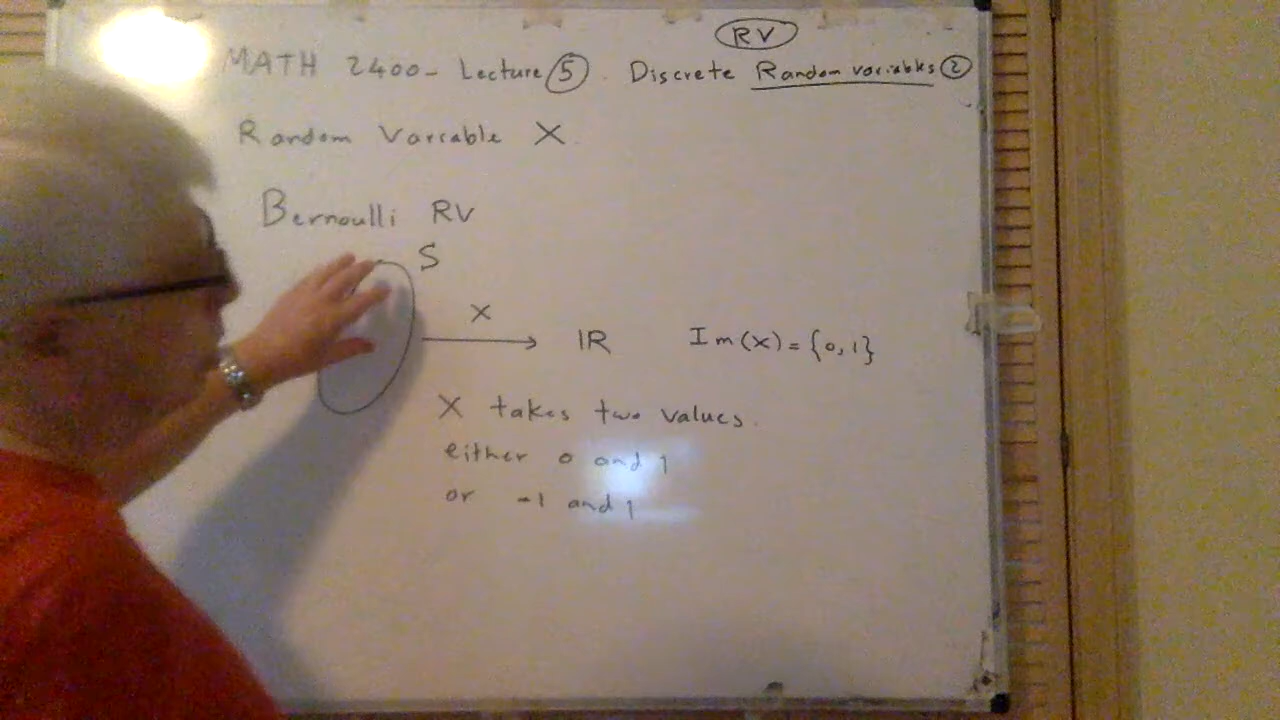 RV
MATH 2400- Lecture 5. Discrete Random variables 2
Random Variable X
Bernoulli RV
S
X
IR Im(x) = {0,1}
X takes two values.
either 0 and 1
or -1 and 1